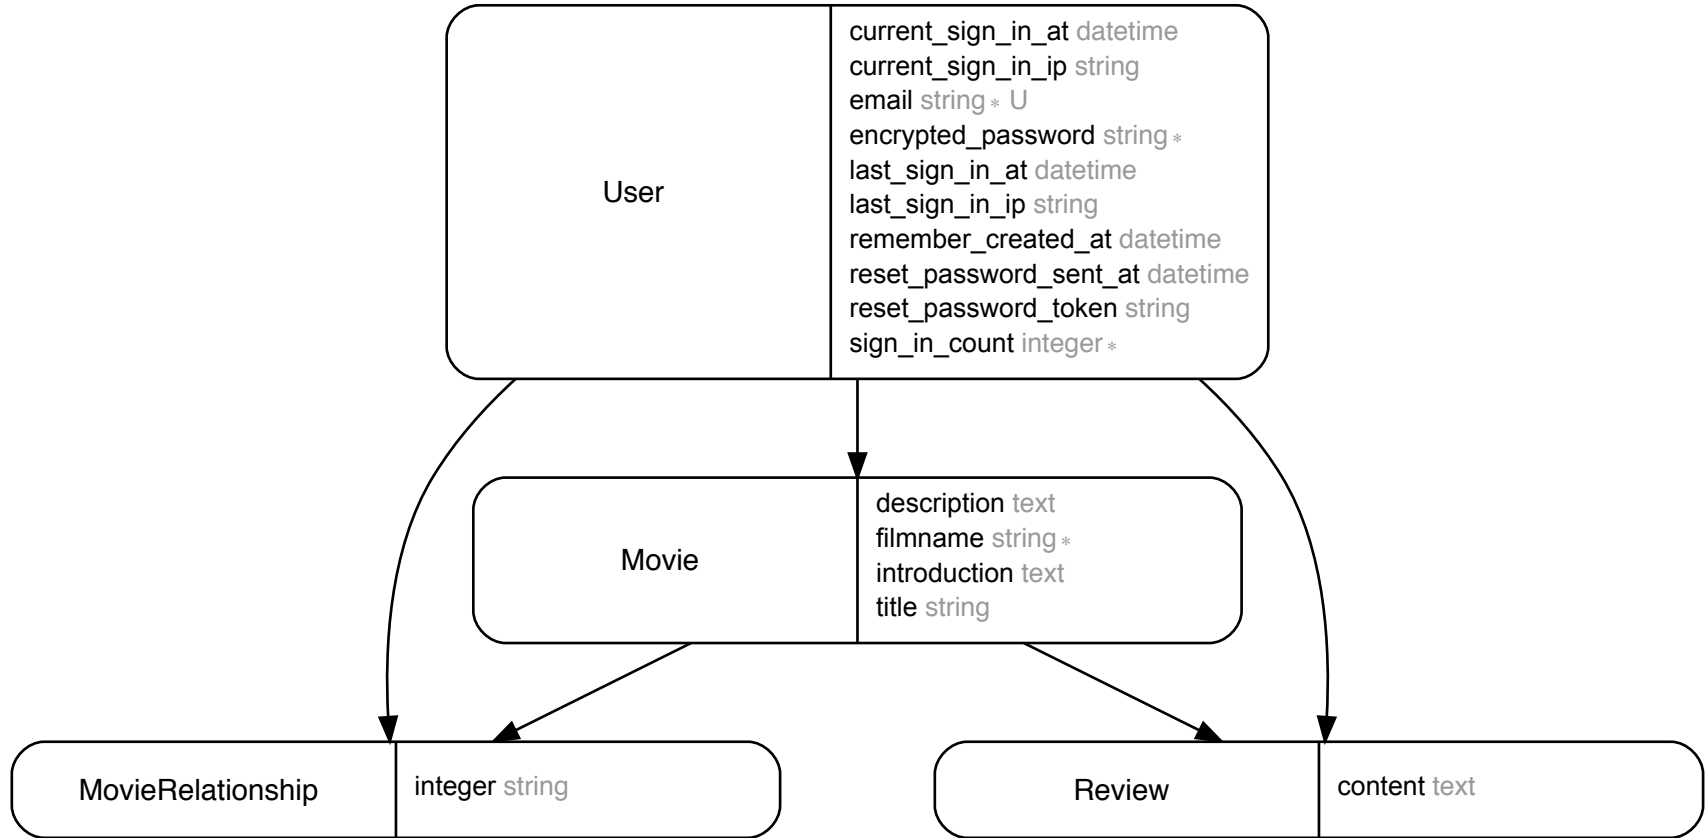 User
current_sign_in_at datetime
current_sign_in_ip string
email string * U
encrypted_password string *
last_sign_in_at datetime
last_sign_in_ip string
remember_created_at datetime
reset_password_sent_at datetime
reset_password_token string
sign_in_count integer *
Movie
description text
filmname string *
introduction text
title string
MovieRelationship
integer string
Review
content text